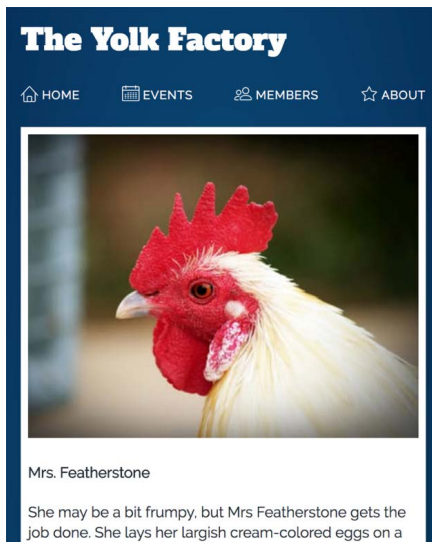 The Yolk Factory
HOME EVENTS MEMBERS ABOUT
Mrs. Featherstone
She may be a bit frumpy, but Mrs Featherstone gets the
job done. She lays her largish cream-colored eggs on a